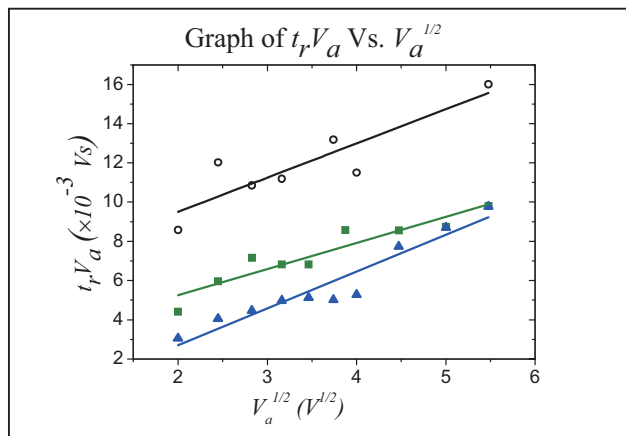 Graph of t_rV_a Vs. V_a^{1/2}
16
14
12
10
8
6
4
2
t_rV_a (×10^{-3} Vs)
2 3 4 5 6
V_a^{1/2} (V^{1/2})